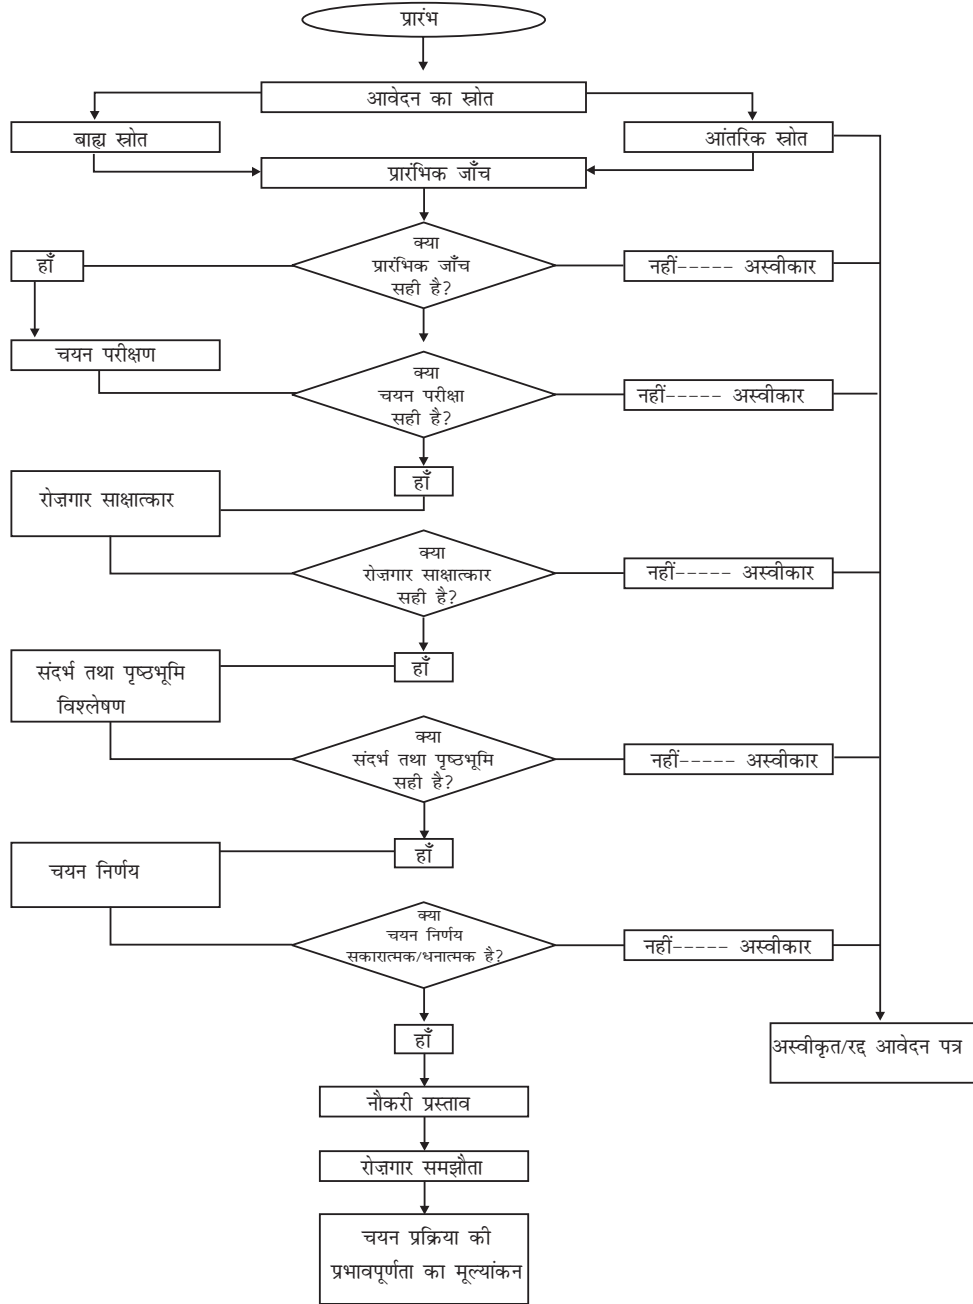 प्रारंभ
आवेदन का स्रोत
बाह्य स्रोत
आंतरिक स्रोत
प्रारंभिक जाँच
क्या
प्रारंभिक जाँच
सही है?
हाँ
नहीं----- अस्वीकार
चयन परीक्षण
क्या
चयन परीक्षा
सही है?
नहीं----- अस्वीकार
हाँ
रोज़गार साक्षात्कार
क्या
रोज़गार साक्षात्कार
सही है?
नहीं----- अस्वीकार
हाँ
संदर्भ तथा पृष्ठभूमि
विश्लेषण
क्या
संदर्भ तथा पृष्ठभूमि
सही है?
नहीं----- अस्वीकार
हाँ
चयन निर्णय
क्या
चयन निर्णय
सकारात्मक/धनात्मक है?
नहीं----- अस्वीकार
हाँ
अस्वीकृत/रद्द आवेदन पत्र
नौकरी प्रस्ताव
रोज़गार समझौता
चयन प्रक्रिया की
प्रभावपूर्णता का मूल्यांकन